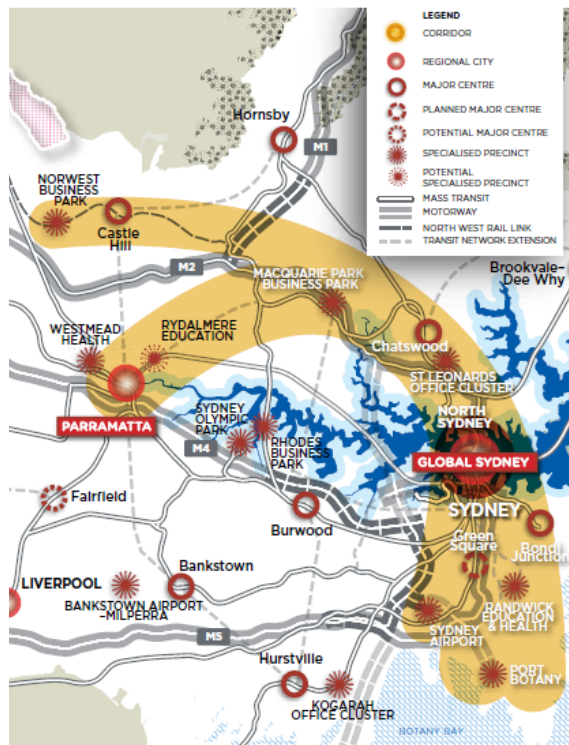 LEGEND
CORRIDOR
REGIONAL CITY
MAJOR CENTRE
PLANNED MAJOR CENTRE
POTENTIAL MAJOR CENTRE
SPECIALISED PRECINCT
POTENTIAL
SPECIALISED PRECINCT
MASS TRANSIT
MOTORWAY
NORTH WEST RAIL LINK
TRANSIT NETWORK EXTENSION
Hornsby
M1
NORWEST
BUSINESS
PARK
Castle
Hill
M2
MACQUARIE PARK
BUSINESS PARK
Brookvale–
Dee Why
WESTMEAD
HEALTH
RYDALMERE
EDUCATION
Chatswood
ST LEONARDS
OFFICE CLUSTER
PARRAMATTA
SYDNEY
OLYMPIC
PARK
M4
RHODES
BUSINESS
PARK
NORTH
SYDNEY
GLOBAL SYDNEY
SYDNEY
Fairfield
Burwood
Green
Square
Bondi
Junction
LIVERPOOL
Bankstown
BANKSTOWN AIRPORT
–MILPERRA
RANDWICK
EDUCATION
& HEALTH
SYDNEY
AIRPORT
M5
Hurstville
KOGARAH
OFFICE CLUSTER
PORT
BOTANY
BOTANY BAY